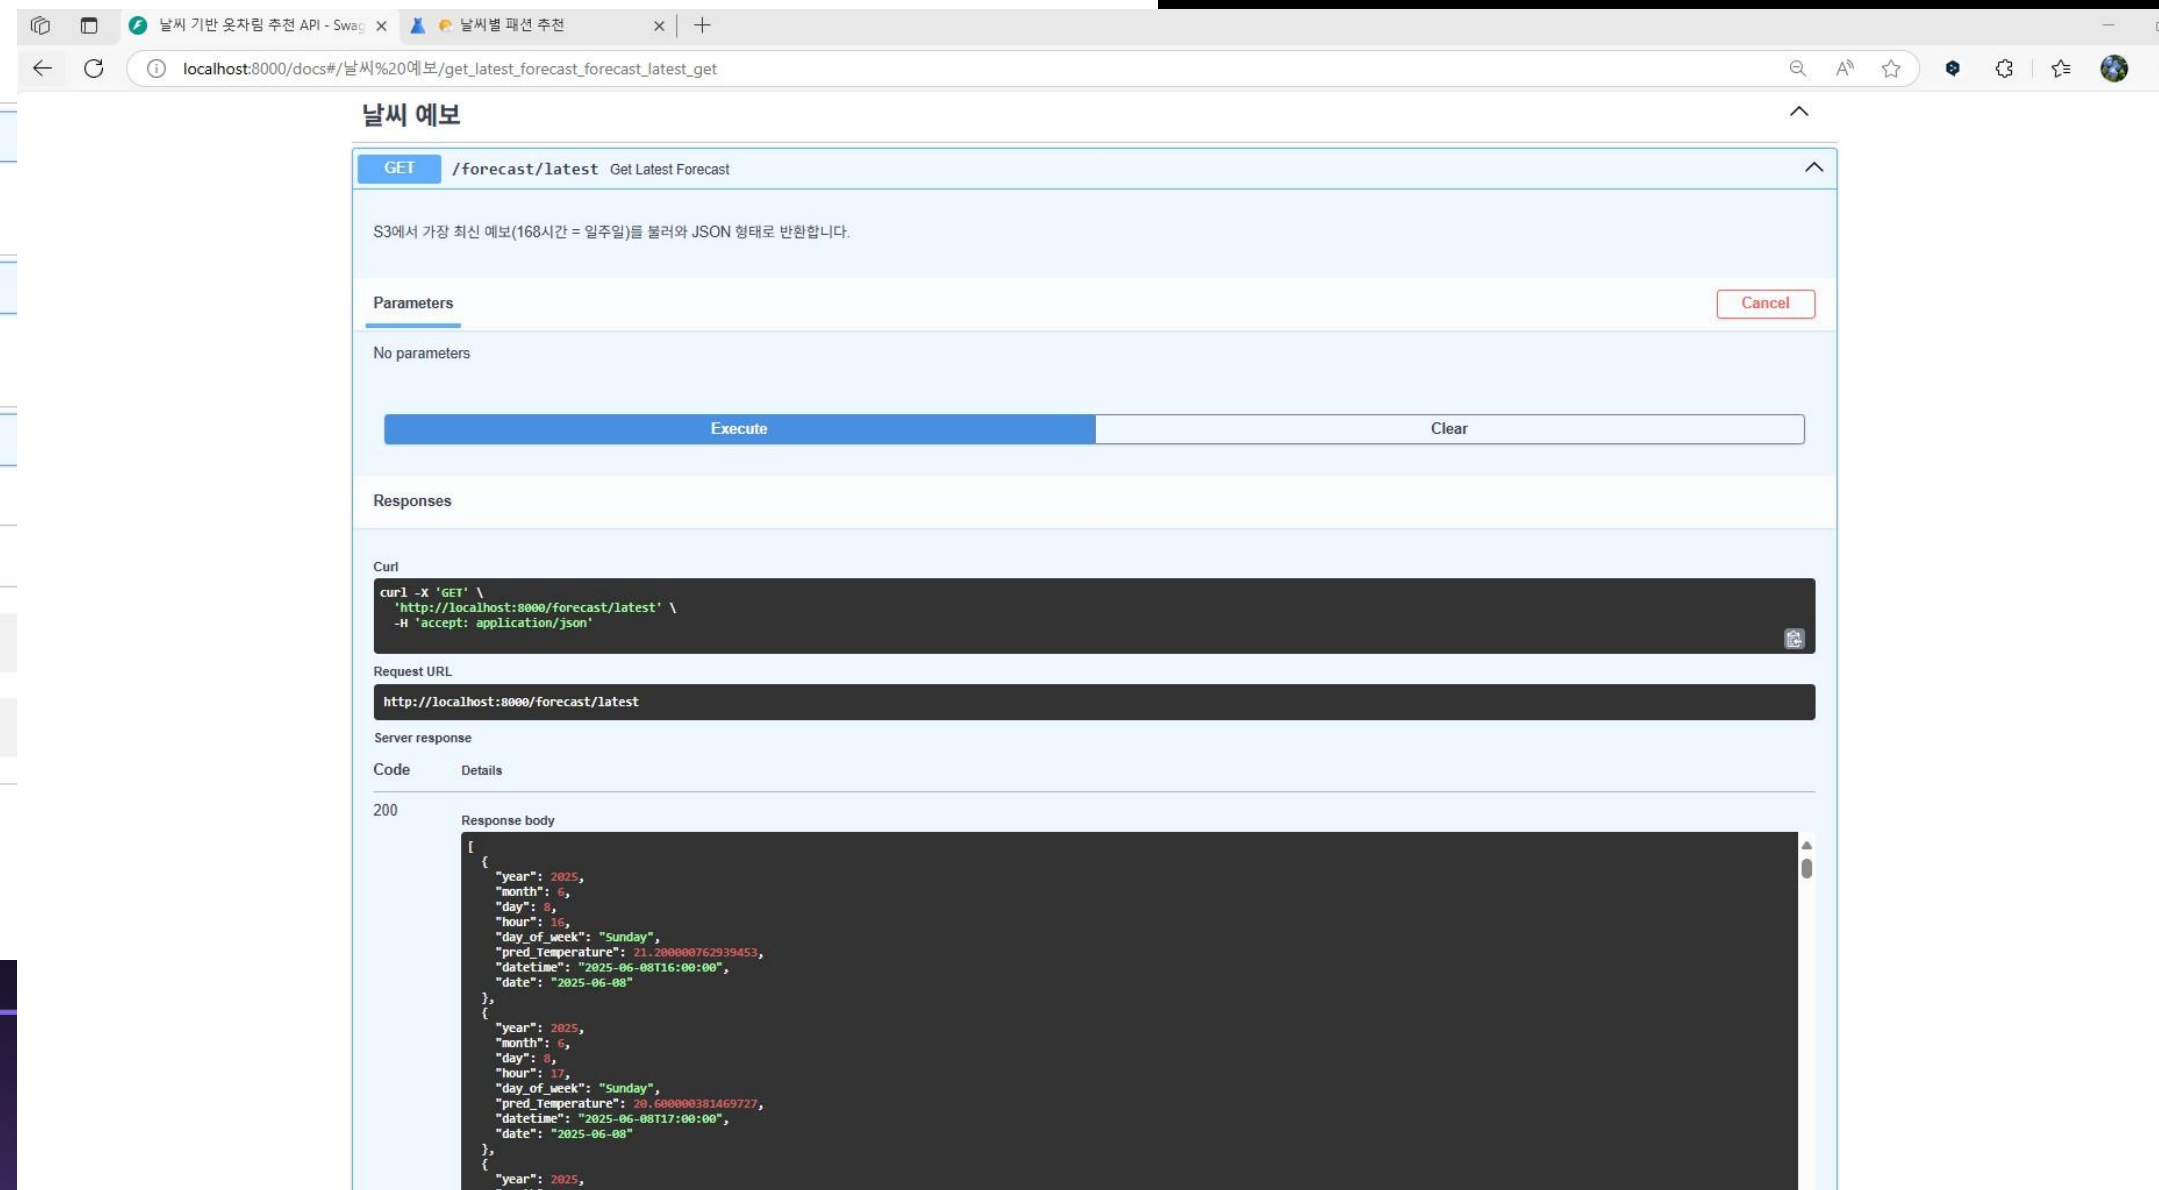 날씨 기반 옷차림 추천 API - Swag
날씨별 패션 추천
localhost:8000/docs#/날씨%20예보/get_latest_forecast_forecast_latest_get
날씨 예보
GET /forecast/latest Get Latest Forecast
S3에서 가장 최신 예보(168시간 = 일주일)를 불러와 JSON 형태로 반환합니다.
Parameters
Cancel
No parameters
Execute
Clear
Responses
Curl
curl -X 'GET' \
'http://localhost:8000/forecast/latest' \
-H 'accept: application/json'
Request URL
http://localhost:8000/forecast/latest
Server response
Code Details
200
Response body
[
{
"year": 2025,
"month": 6,
"day": 8,
"hour": 16,
"day_of_week": "Sunday",
"pred_Temperature": 21.200000762939453,
"datetime": "2025-06-08T16:00:00",
"date": "2025-06-08"
},
{
"year": 2025,
"month": 6,
"day": 8,
"hour": 17,
"day_of_week": "Sunday",
"pred_Temperature": 20.600000381469727,
"datetime": "2025-06-08T17:00:00",
"date": "2025-06-08"
},
{
"year": 2025,